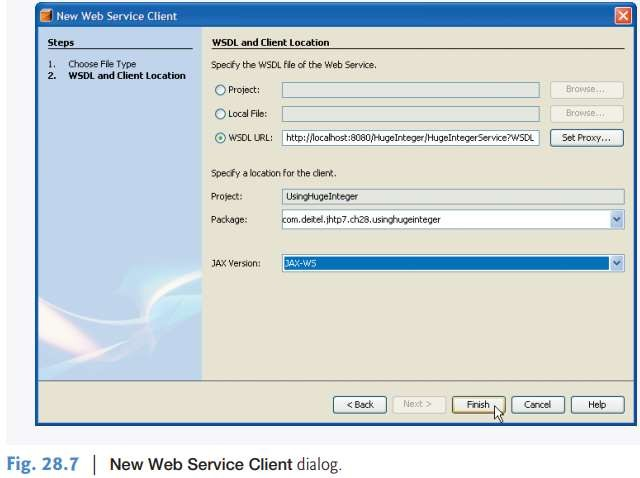 New Web Service Client
Steps
1. Choose File Type
2. WSDL and Client Location
WSDL and Client Location
Specify the WSDL file of the Web Service.
Project: Browse...
Local File: Browse...
WSDL URL: http://localhost:8080/HugeInteger/HugeIntegerService?WSDL Set Proxy...
Specify a location for the client.
Project: UsingHugeInteger
Package: com.deitel.jhtp7.ch28.usinghugeinteger
JAX Version: JAX-WS
< Back Next > Finish Cancel Help
Fig. 28.7 | New Web Service Client dialog.